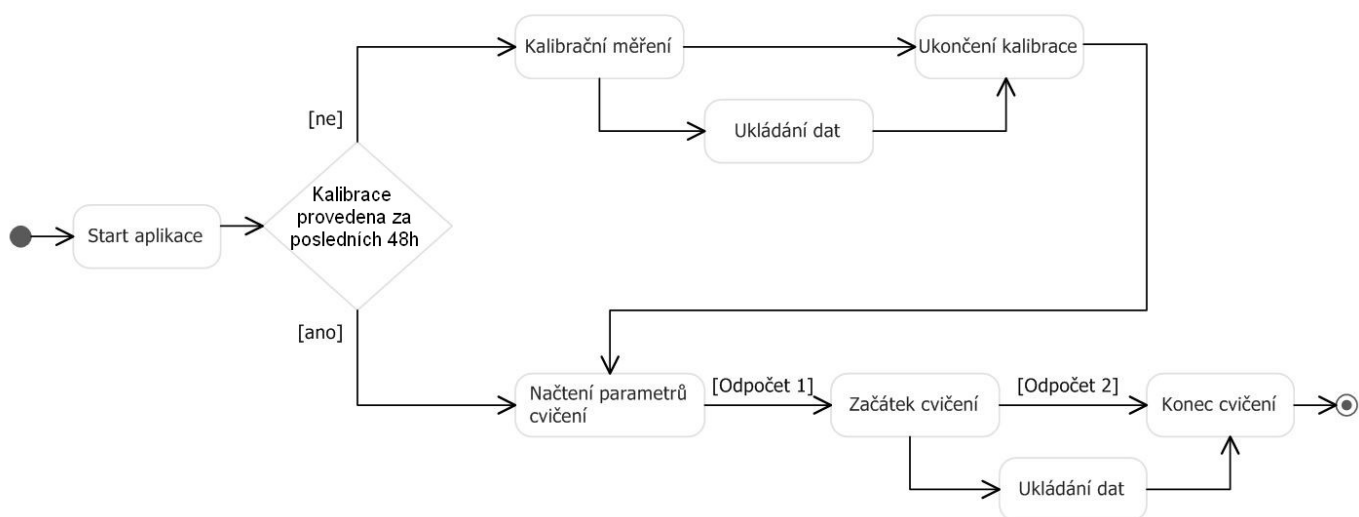 Kalibrační měření
Ukončení kalibrace
[ne]
Ukládání dat
Kalibrace
provedena za
posledních 48h
Start aplikace
[ano]
Načtení parametrů
cvičení
[Odpočet 1]
Začátek cvičení
[Odpočet 2]
Konec cvičení
Ukládání dat